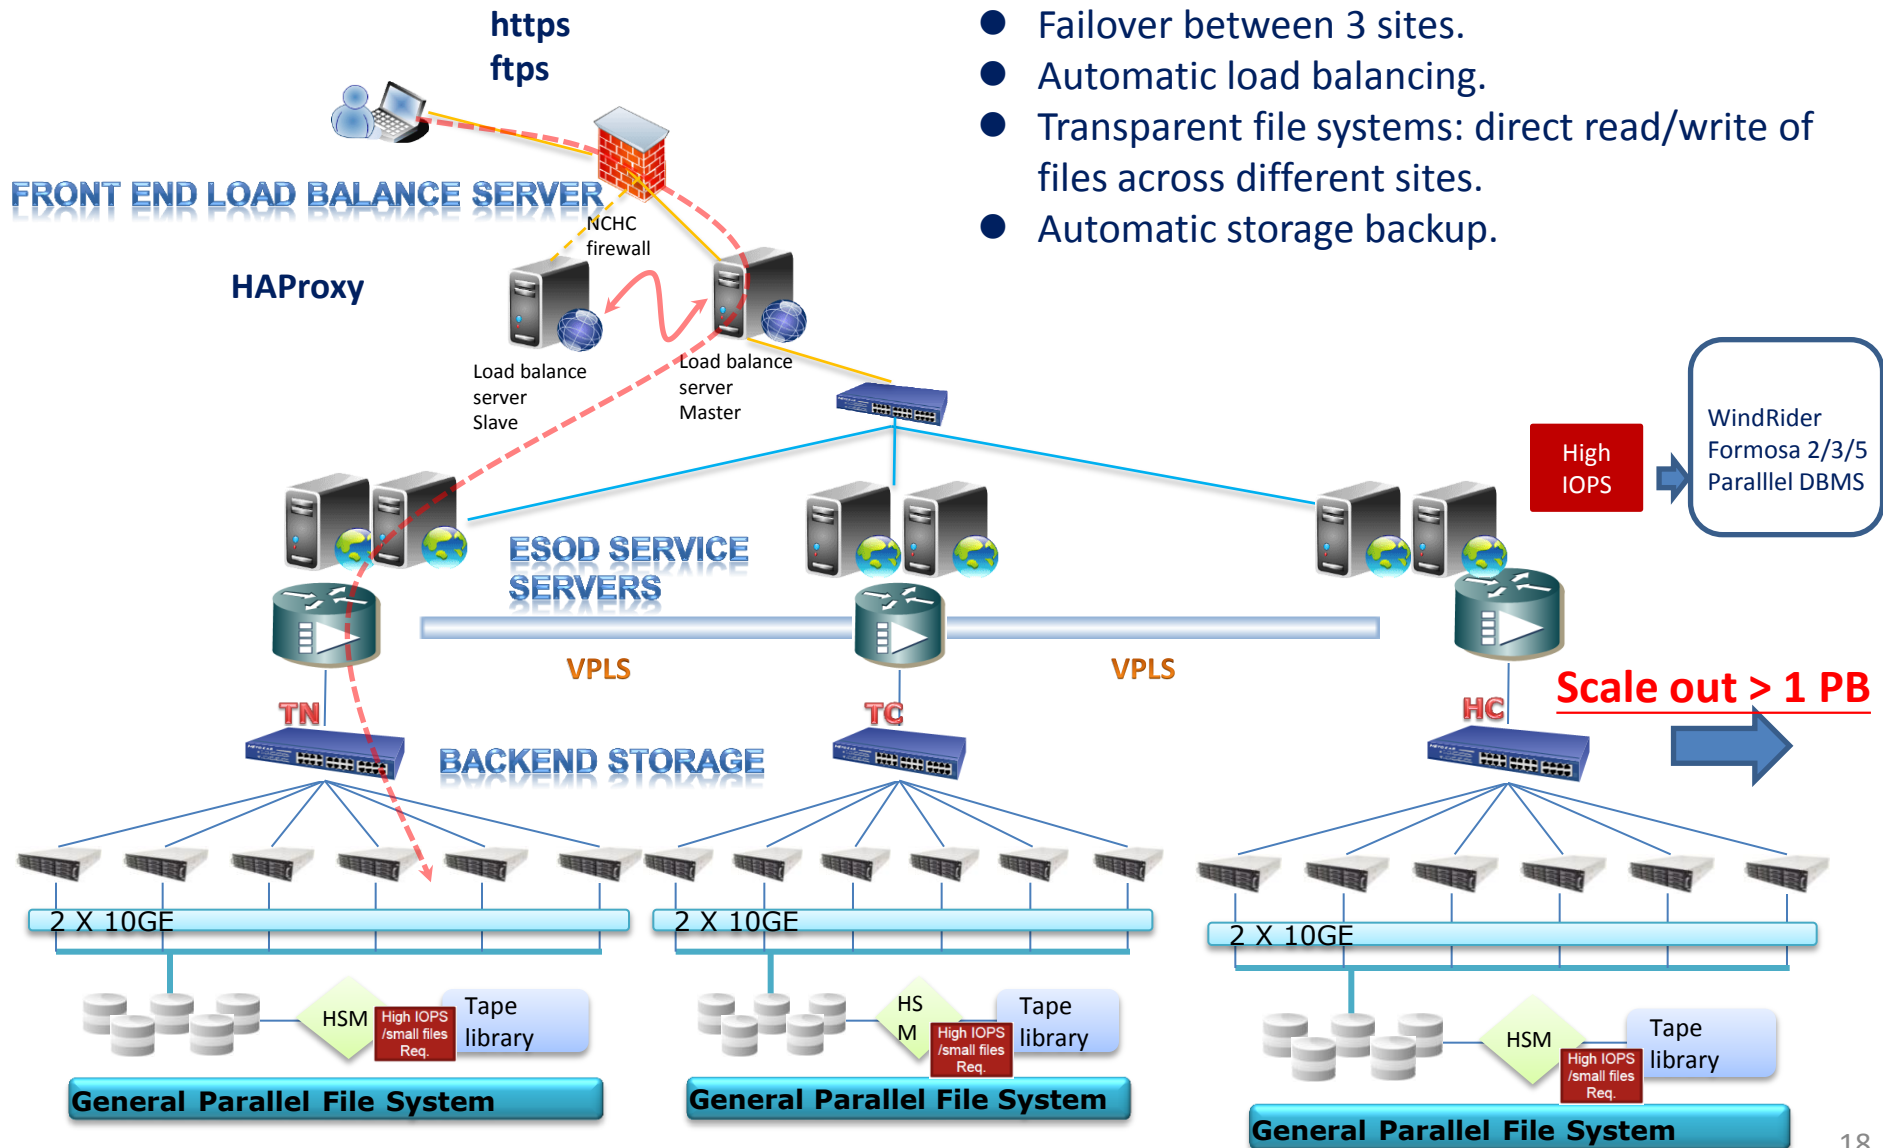 https
ftps
● Failover between 3 sites.
● Automatic load balancing.
● Transparent file systems: direct read/write of
files across different sites.
● Automatic storage backup.
FRONT END LOAD BALANCE SERVER
NCHC
firewall
HAProxy
Load balance
server
Slave
Load balance
server
Master
High
IOPS
WindRider
Formosa 2/3/5
Paralllel DBMS
ESOD SERVICE
SERVERS
VPLS
VPLS
Scale out > 1 PB
TN
TC
HC
BACKEND STORAGE
2 X 10GE
2 X 10GE
2 X 10GE
HSM
High IOPS
/small files
Req.
Tape
library
HS
M
High IOPS
/small files
Req.
Tape
library
HSM
High IOPS
/small files
Req.
Tape
library
General Parallel File System
General Parallel File System
General Parallel File System
18